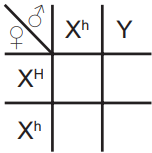 ♂ ♀ Xʰ Y
Xᴴ
Xʰ